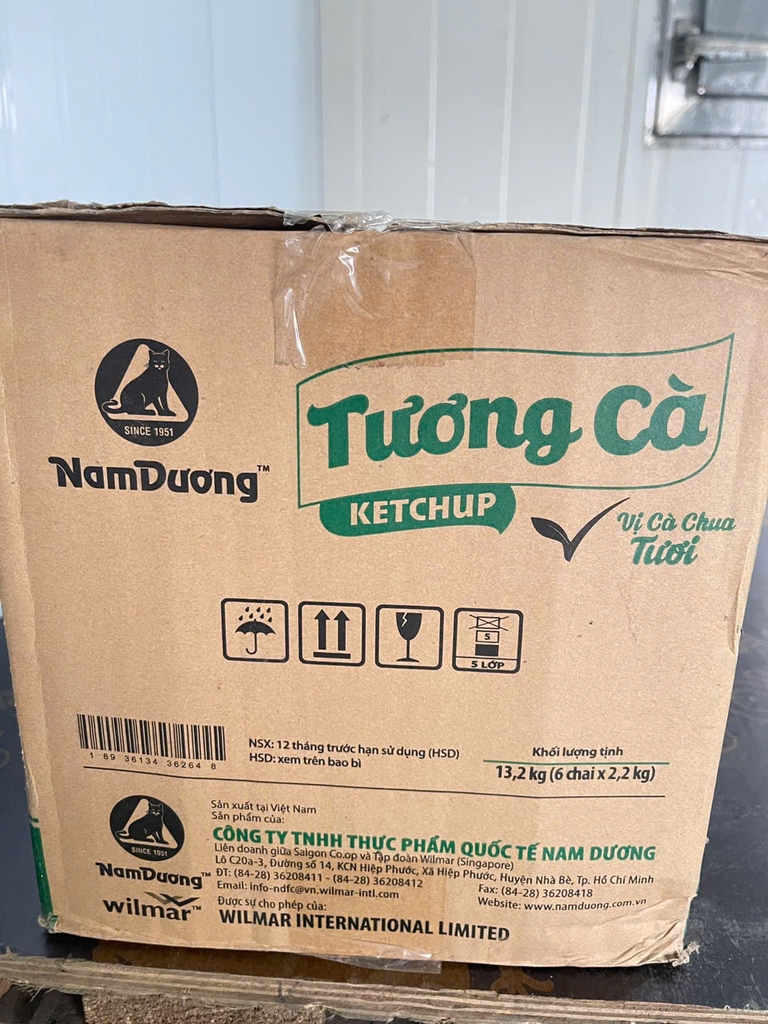 SINCE 1951
NamDương™
Tương Cà
KETCHUP
Vị Cà Chua
Tươi
5
5 LỚP
1 89 36134 36264 8
NSX: 12 tháng trước hạn sử dụng (HSD)
HSD: xem trên bao bì
Khối lượng tịnh
13,2 kg (6 chai x 2,2 kg)
SINCE 1951
NamDương™
wilmar™
Sản xuất tại Việt Nam
Sản phẩm của:
CÔNG TY TNHH THỰC PHẨM QUỐC TẾ NAM DƯƠNG
Liên doanh giữa Saigon Co.op và Tập đoàn Wilmar (Singapore)
Lô C20a-3, Đường số 14, KCN Hiệp Phước, Xã Hiệp Phước, Huyện Nhà Bè, Tp. Hồ Chí Minh
ĐT: (84-28) 36208411 - (84-28) 36208412 Fax: (84-28) 36208418
Email: info-ndfc@vn.wilmar-intl.com Website: www.namduong.com.vn
Được sự cho phép của:
WILMAR INTERNATIONAL LIMITED